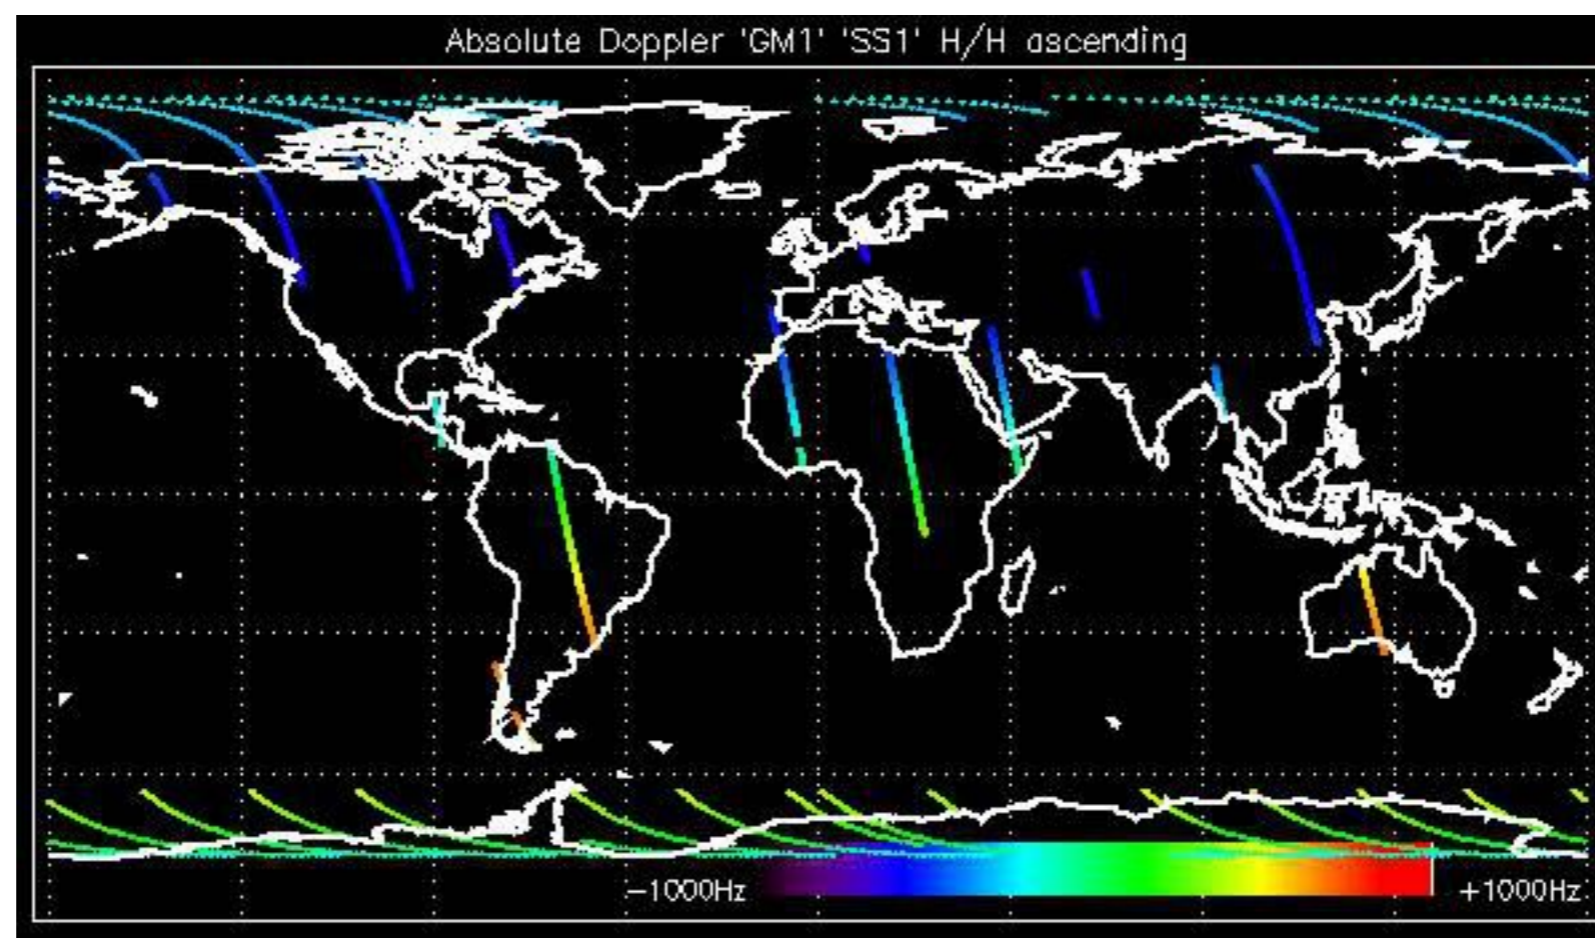 Absolute Doppler 'GM1' 'SS1' H/H ascending
−1000Hz
+1000Hz